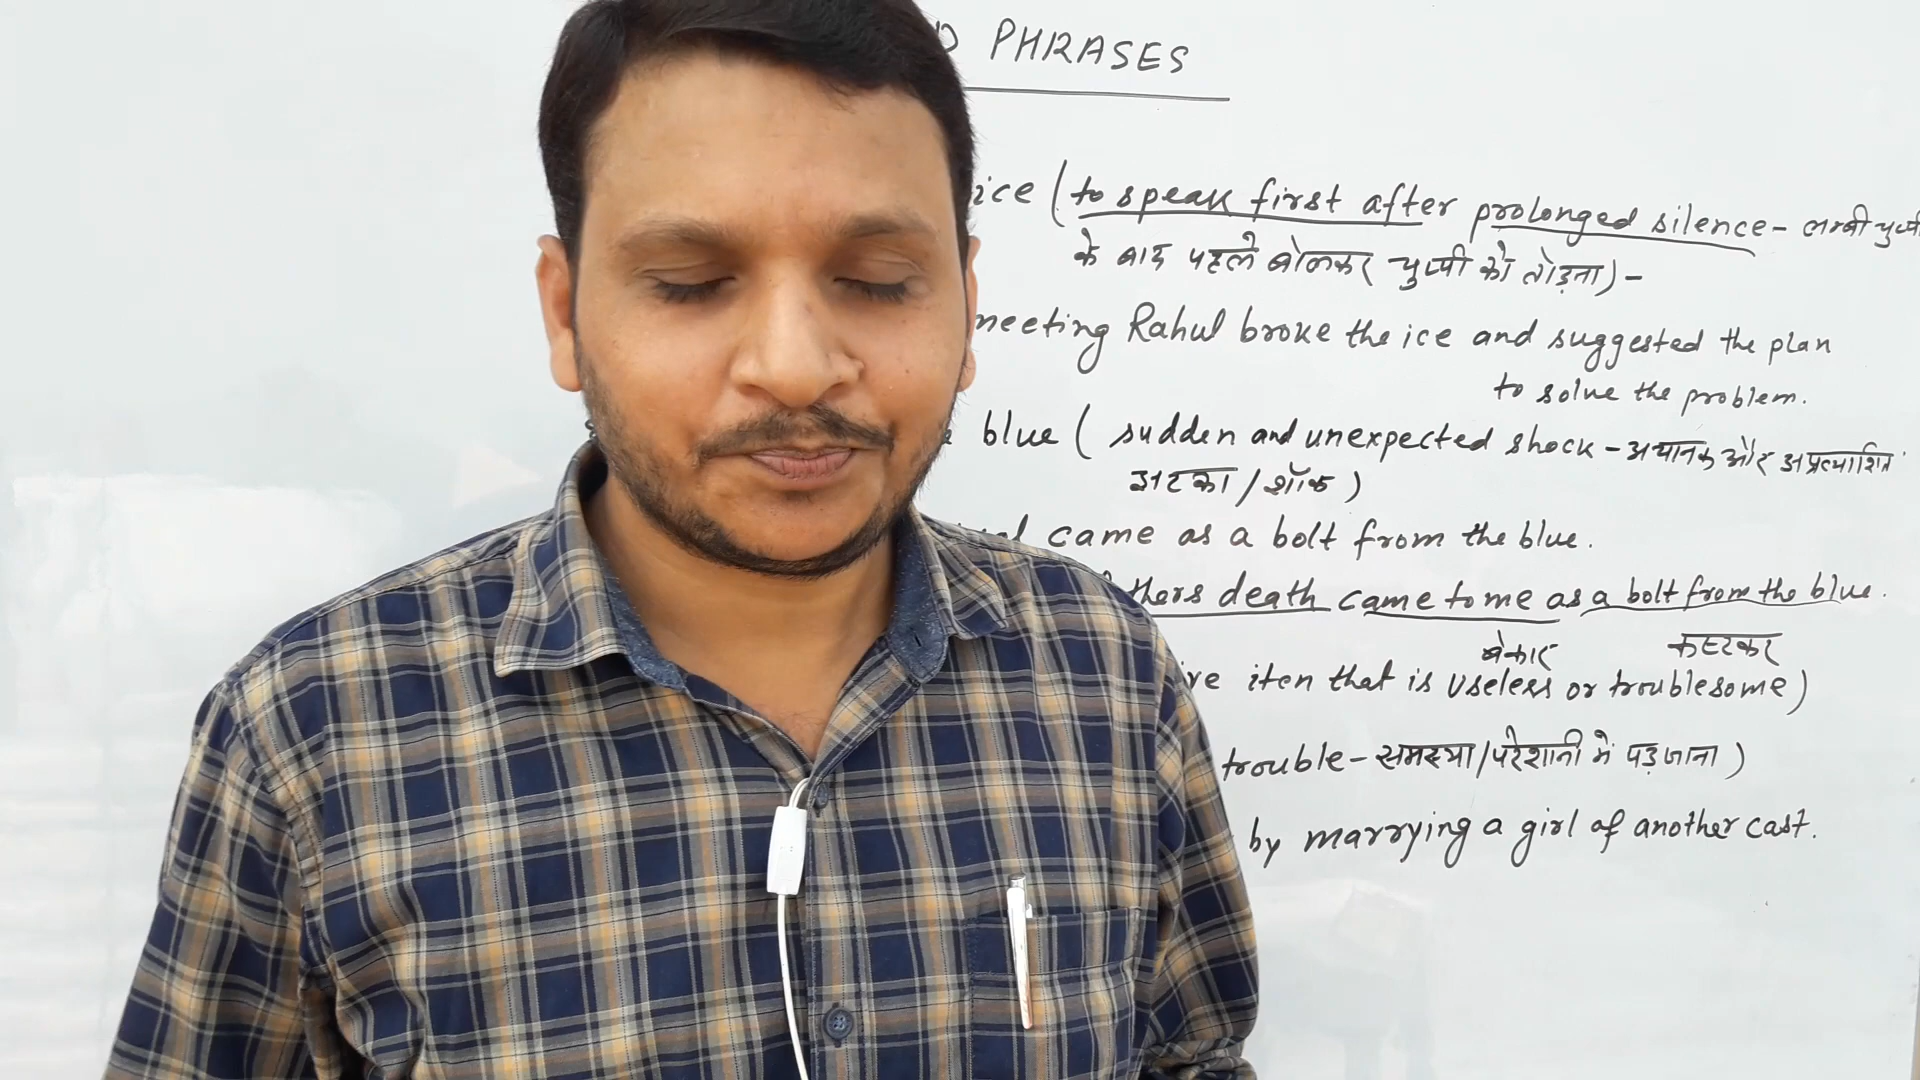 PHRASES
ice (to speak first after prolonged silence- लम्बी चुप्पी
के बाद पहले बोलकर चुप्पी को तोड़ना)-
meeting Rahul broke the ice and suggested the plan
to solve the problem.
blue ( sudden and unexpected shock - अचानक और अप्रत्याशित
झटका/शॉक )
came as a bolt from the blue.
thers death came to me as a bolt from the blue.
बेकार कष्टकर
ve iten that is useless or troublesome)
trouble- समस्या/परेशानी में पड़ जाना )
by marrying a girl of another cast.